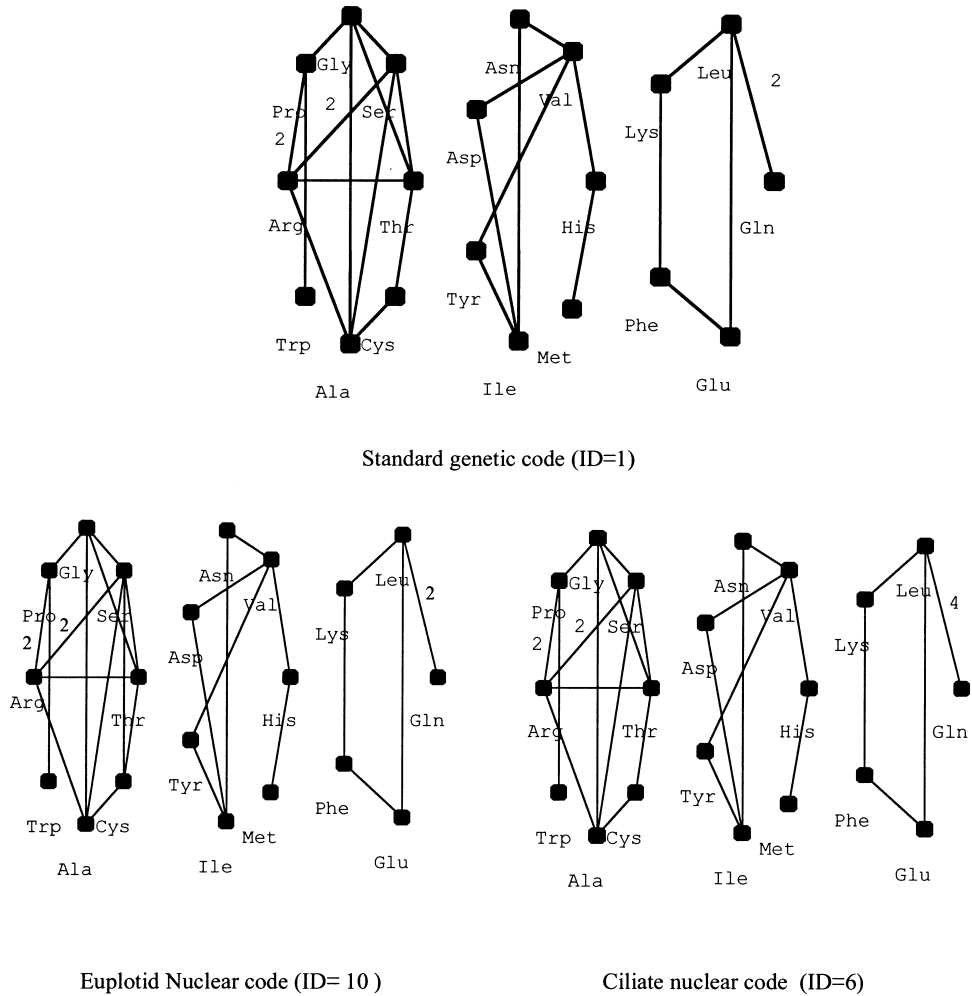 Gly
Asn
Leu
2
Pro
2
Ser
Val
2
Lys
Asp
Arg
Thr
His
Gln
Tyr
Phe
Trp
Cys
Met
Ala
Ile
Glu
Standard genetic code (ID=1)
Gly
Asn
Leu
2
Pro
2
Ser
Val
2
Lys
Asp
Arg
Thr
His
Gln
Tyr
Phe
Trp
Cys
Met
Ala
Ile
Glu
Euplotid Nuclear code (ID= 10 )
Gly
Asn
Leu
4
Pro
2
Ser
Val
2
Lys
Asp
Arg
Thr
His
Gln
Tyr
Phe
Trp
Cys
Met
Ala
Ile
Glu
Ciliate nuclear code (ID=6)